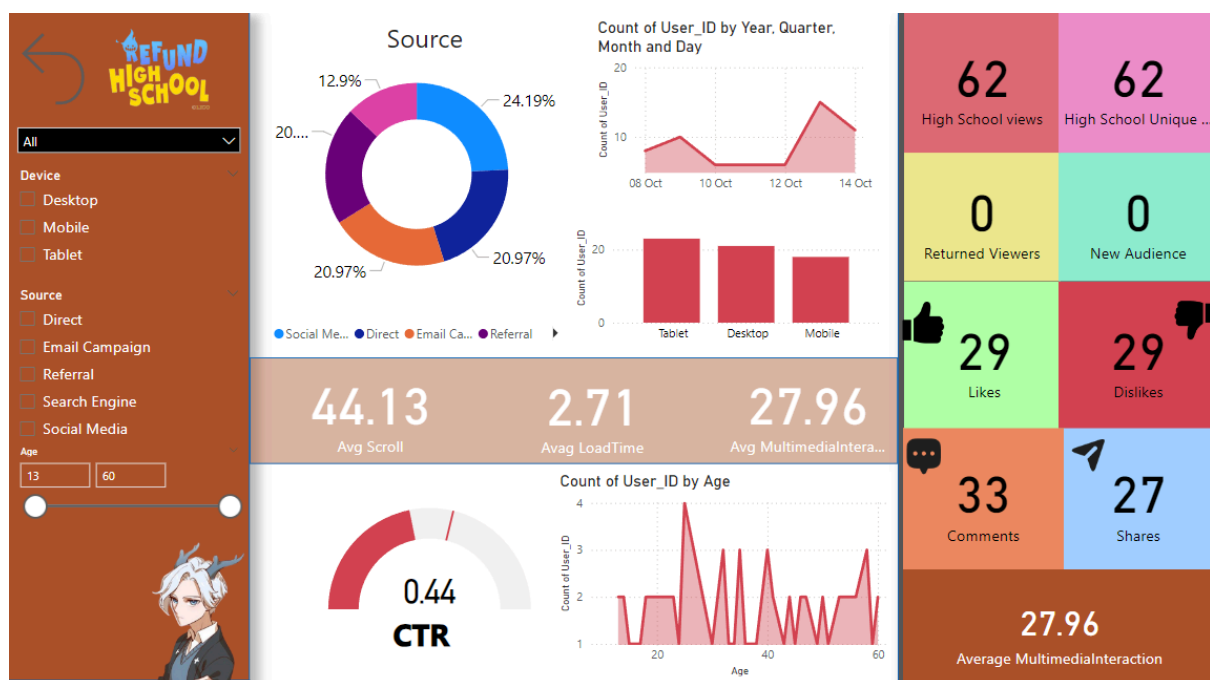 REFUND
HIGH
SCHOOL
All
Device
Desktop
Mobile
Tablet
Source
Direct
Email Campaign
Referral
Search Engine
Social Media
Age
13
60
Source
12.9%
24.19%
20....
20.97%
20.97%
Social Me...
Direct
Email Ca...
Referral
Count of User_ID by Year, Quarter,
Month and Day
Count of User_ID
20
10
08 Oct
10 Oct
12 Oct
14 Oct
Count of User_ID
20
0
Tablet
Desktop
Mobile
44.13
Avg Scroll
2.71
Avag LoadTime
27.96
Avg MultimediaIntera...
0.44
CTR
Count of User_ID by Age
Count of User_ID
4
3
2
1
20
40
60
Age
62
High School views
62
High School Unique ...
0
Returned Viewers
0
New Audience
29
Likes
29
Dislikes
33
Comments
27
Shares
27.96
Average MultimediaInteraction